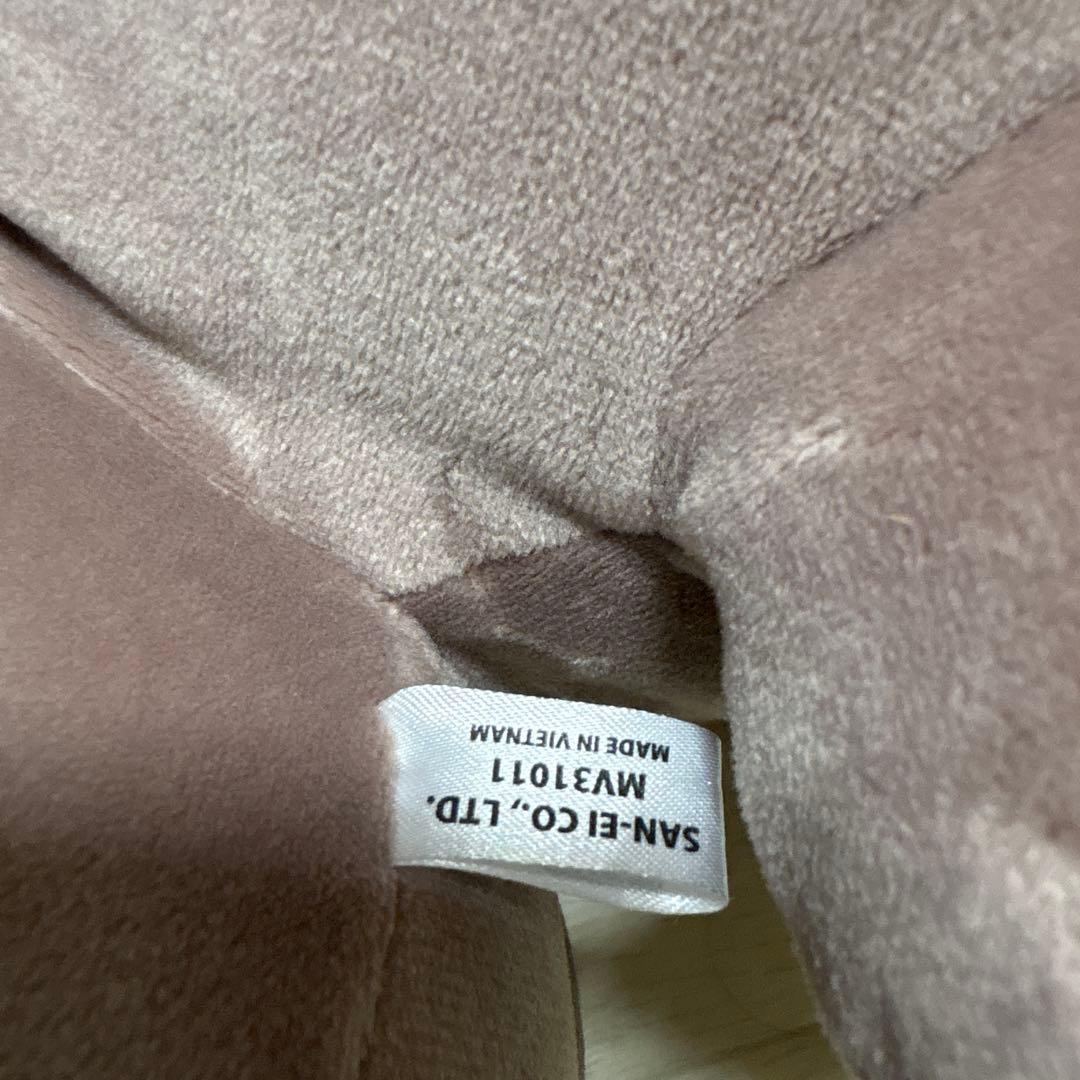 SAN-EI CO., LTD.
MV31011
MADE IN VIETNAM